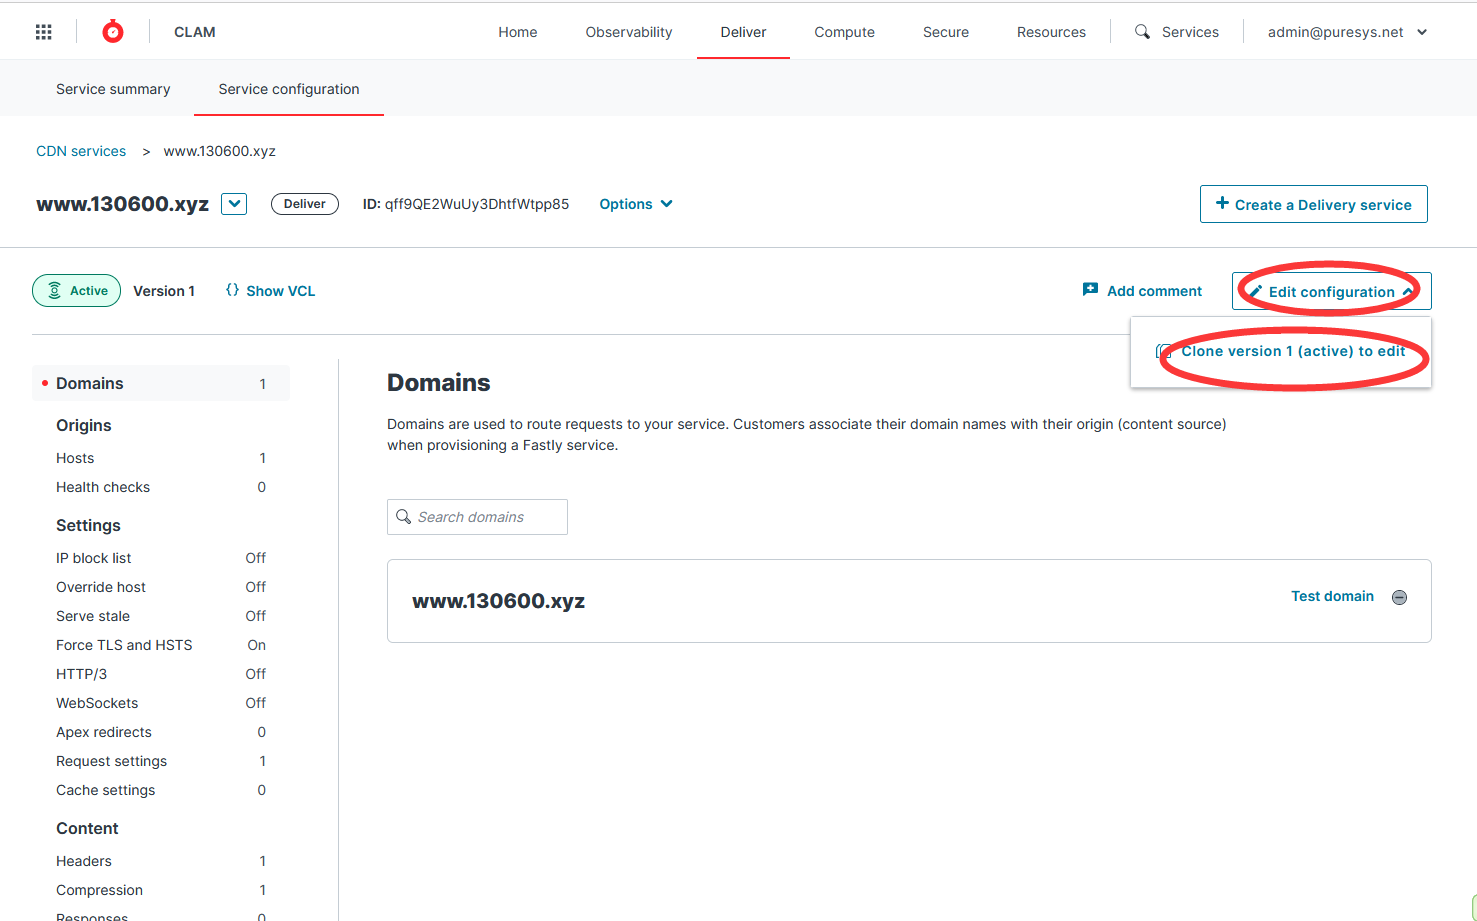 CLAM Home Observability Deliver Compute Secure Resources Services admin@puresys.net
Service summary Service configuration
CDN services > www.130600.xyz
www.130600.xyz Deliver ID: qff9QE2WuUy3DhtfWtpp85 Options + Create a Delivery service
Active Version 1 {} Show VCL Add comment Edit configuration
Clone version 1 (active) to edit
Domains 1
Origins
Hosts 1
Health checks 0
Settings
IP block list Off
Override host Off
Serve stale Off
Force TLS and HSTS On
HTTP/3 Off
WebSockets Off
Apex redirects 0
Request settings 1
Cache settings 0
Content
Headers 1
Compression 1
Responses 0
Domains
Domains are used to route requests to your service. Customers associate their domain names with their origin (content source)
when provisioning a Fastly service.
Search domains
www.130600.xyz Test domain